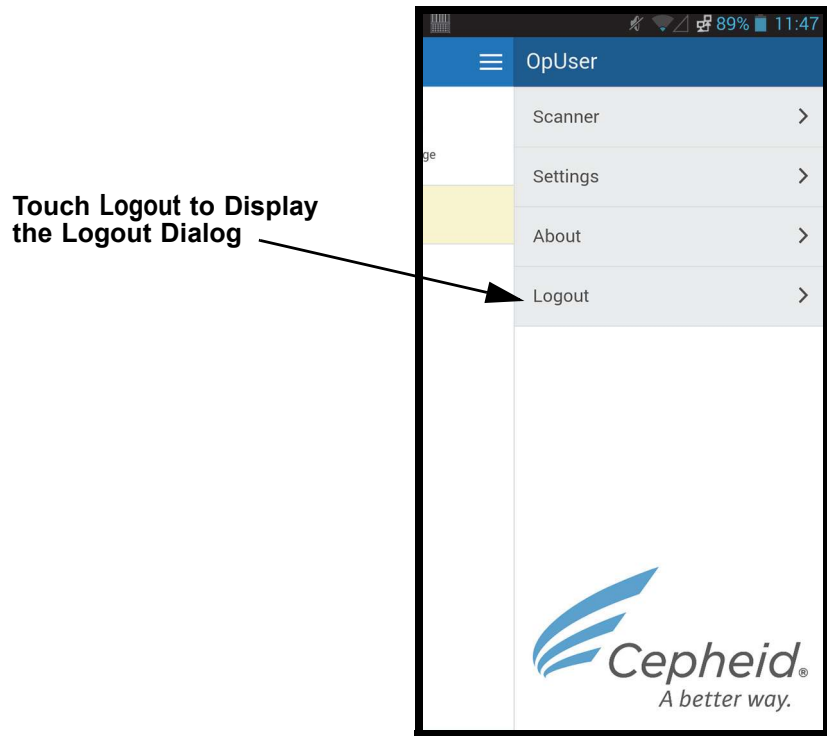 89% 11:47
OpUser
Scanner
ge
Settings
Touch Logout to Display
the Logout Dialog
About
Logout
Cepheid®
A better way.